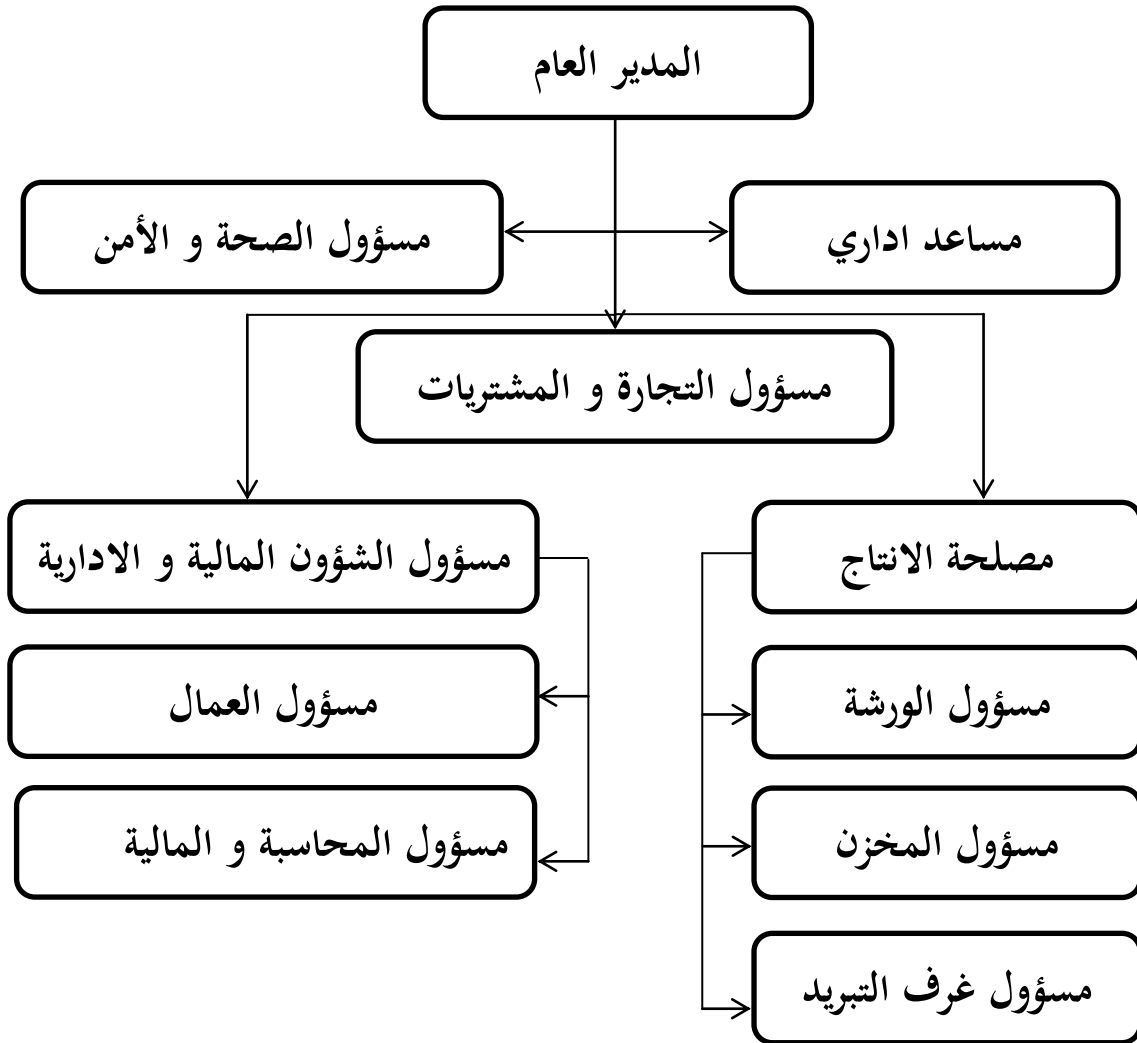 المدير العام
مساعد اداري
مسؤول الصحة و الأمن
مسؤول التجارة و المشتريات
مصلحة الانتاج
مسؤول الشؤون المالية و الادارية
مسؤول الورشة
مسؤول العمال
مسؤول المخزن
مسؤول المحاسبة و المالية
مسؤول غرف التبريد